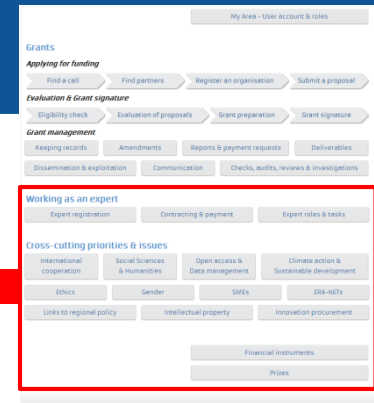 My Area - User account & roles
Grants
Applying for funding
Find a call Find partners Register an organisation Submit a proposal
Evaluation & Grant signature
Eligibility check Evaluation of proposals Grant preparation Grant signature
Grant management
Keeping records Amendments Reports & payment requests Deliverables
Dissemination & exploitation Communication Checks, audits, reviews & investigations
Working as an expert
Expert registration Contracting & payment Expert roles & tasks
Cross-cutting priorities & issues
International Social Sciences Open access & Climate action &
cooperation & Humanities Data management Sustainable development
Ethics Gender SMEs ERA-NETs
Links to regional policy Intellectual property Innovation procurement
Financial instruments
Prizes